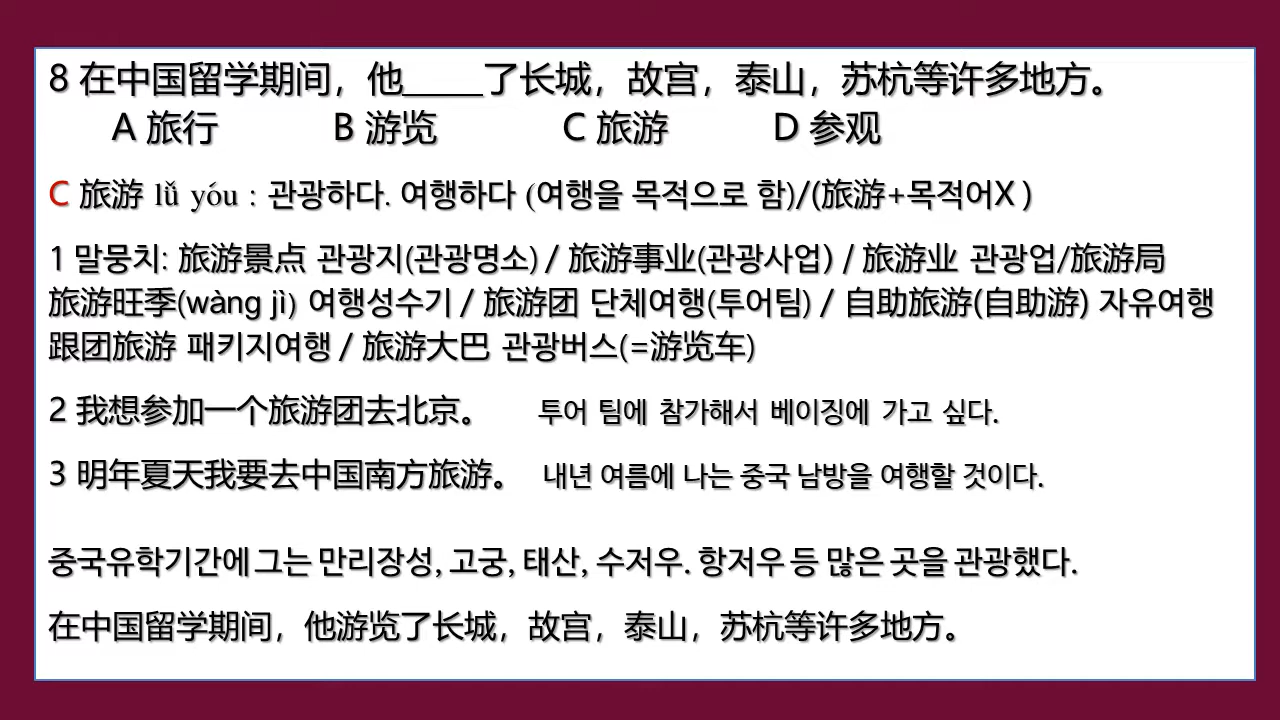 8 在中国留学期间，他_____了长城，故宫，泰山，苏杭等许多地方。
A 旅行 B 游览 C 旅游 D 参观
C 旅游 lǚ yóu : 관광하다. 여행하다 (여행을 목적으로 함)/(旅游+목적어X )
1 말뭉치: 旅游景点 관광지(관광명소) / 旅游事业(관광사업) / 旅游业 관광업/旅游局
旅游旺季(wàng jì) 여행성수기 / 旅游团 단체여행(투어팀) / 自助旅游(自助游) 자유여행
跟团旅游 패키지여행 / 旅游大巴 관광버스(=游览车)
2 我想参加一个旅游团去北京。 투어 팀에 참가해서 베이징에 가고 싶다.
3 明年夏天我要去中国南方旅游。 내년 여름에 나는 중국 남방을 여행할 것이다.
중국유학기간에 그는 만리장성, 고궁, 태산, 수저우. 항저우 등 많은 곳을 관광했다.
在中国留学期间，他游览了长城，故宫，泰山，苏杭等许多地方。